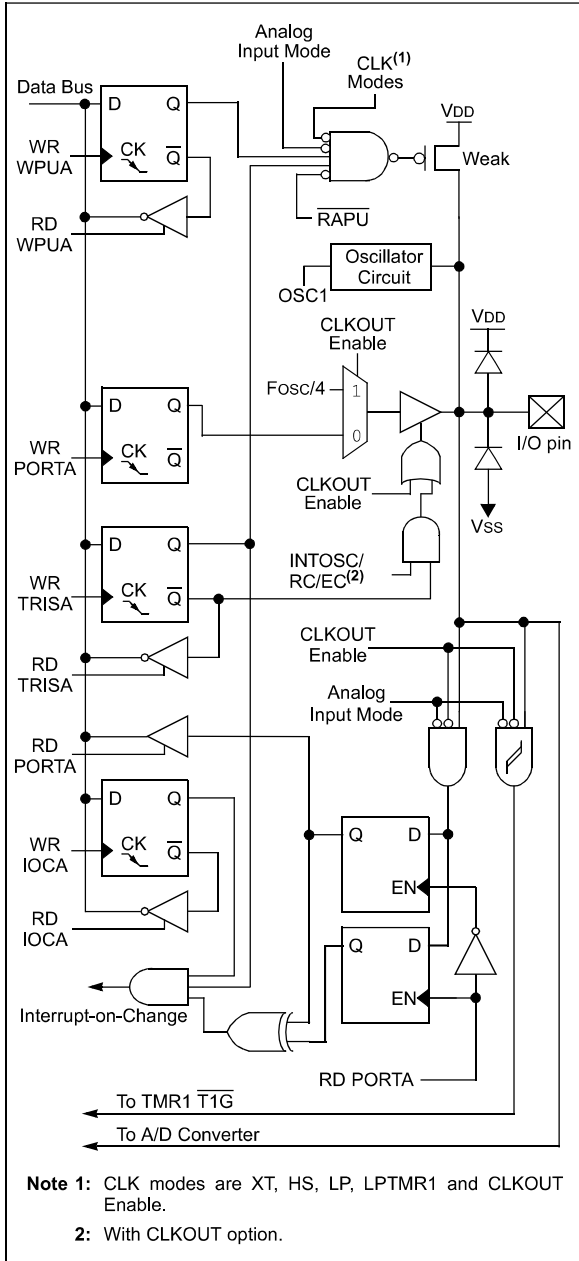 Analog
Input Mode
CLK(1)
Modes
Data Bus
VDD
D Q
WR
WPUA
CK Q
Weak
RD
WPUA
RAPU
Oscillator
Circuit
OSC1
CLKOUT
Enable
VDD
FOSC/4
1
D Q
0
I/O pin
WR
PORTA
CK Q
CLKOUT
Enable
VSS
D Q
INTOSC/
RC/EC(2)
WR
TRISA
CK Q
CLKOUT
Enable
RD
TRISA
Analog
Input Mode
RD
PORTA
D Q
Q D
WR
IOCA
CK Q
EN
RD
IOCA
Q D
Interrupt-on-Change
EN
RD PORTA
To TMR1 T1G
To A/D Converter
Note 1: CLK modes are XT, HS, LP, LPTMR1 and CLKOUT
Enable.
2: With CLKOUT option.